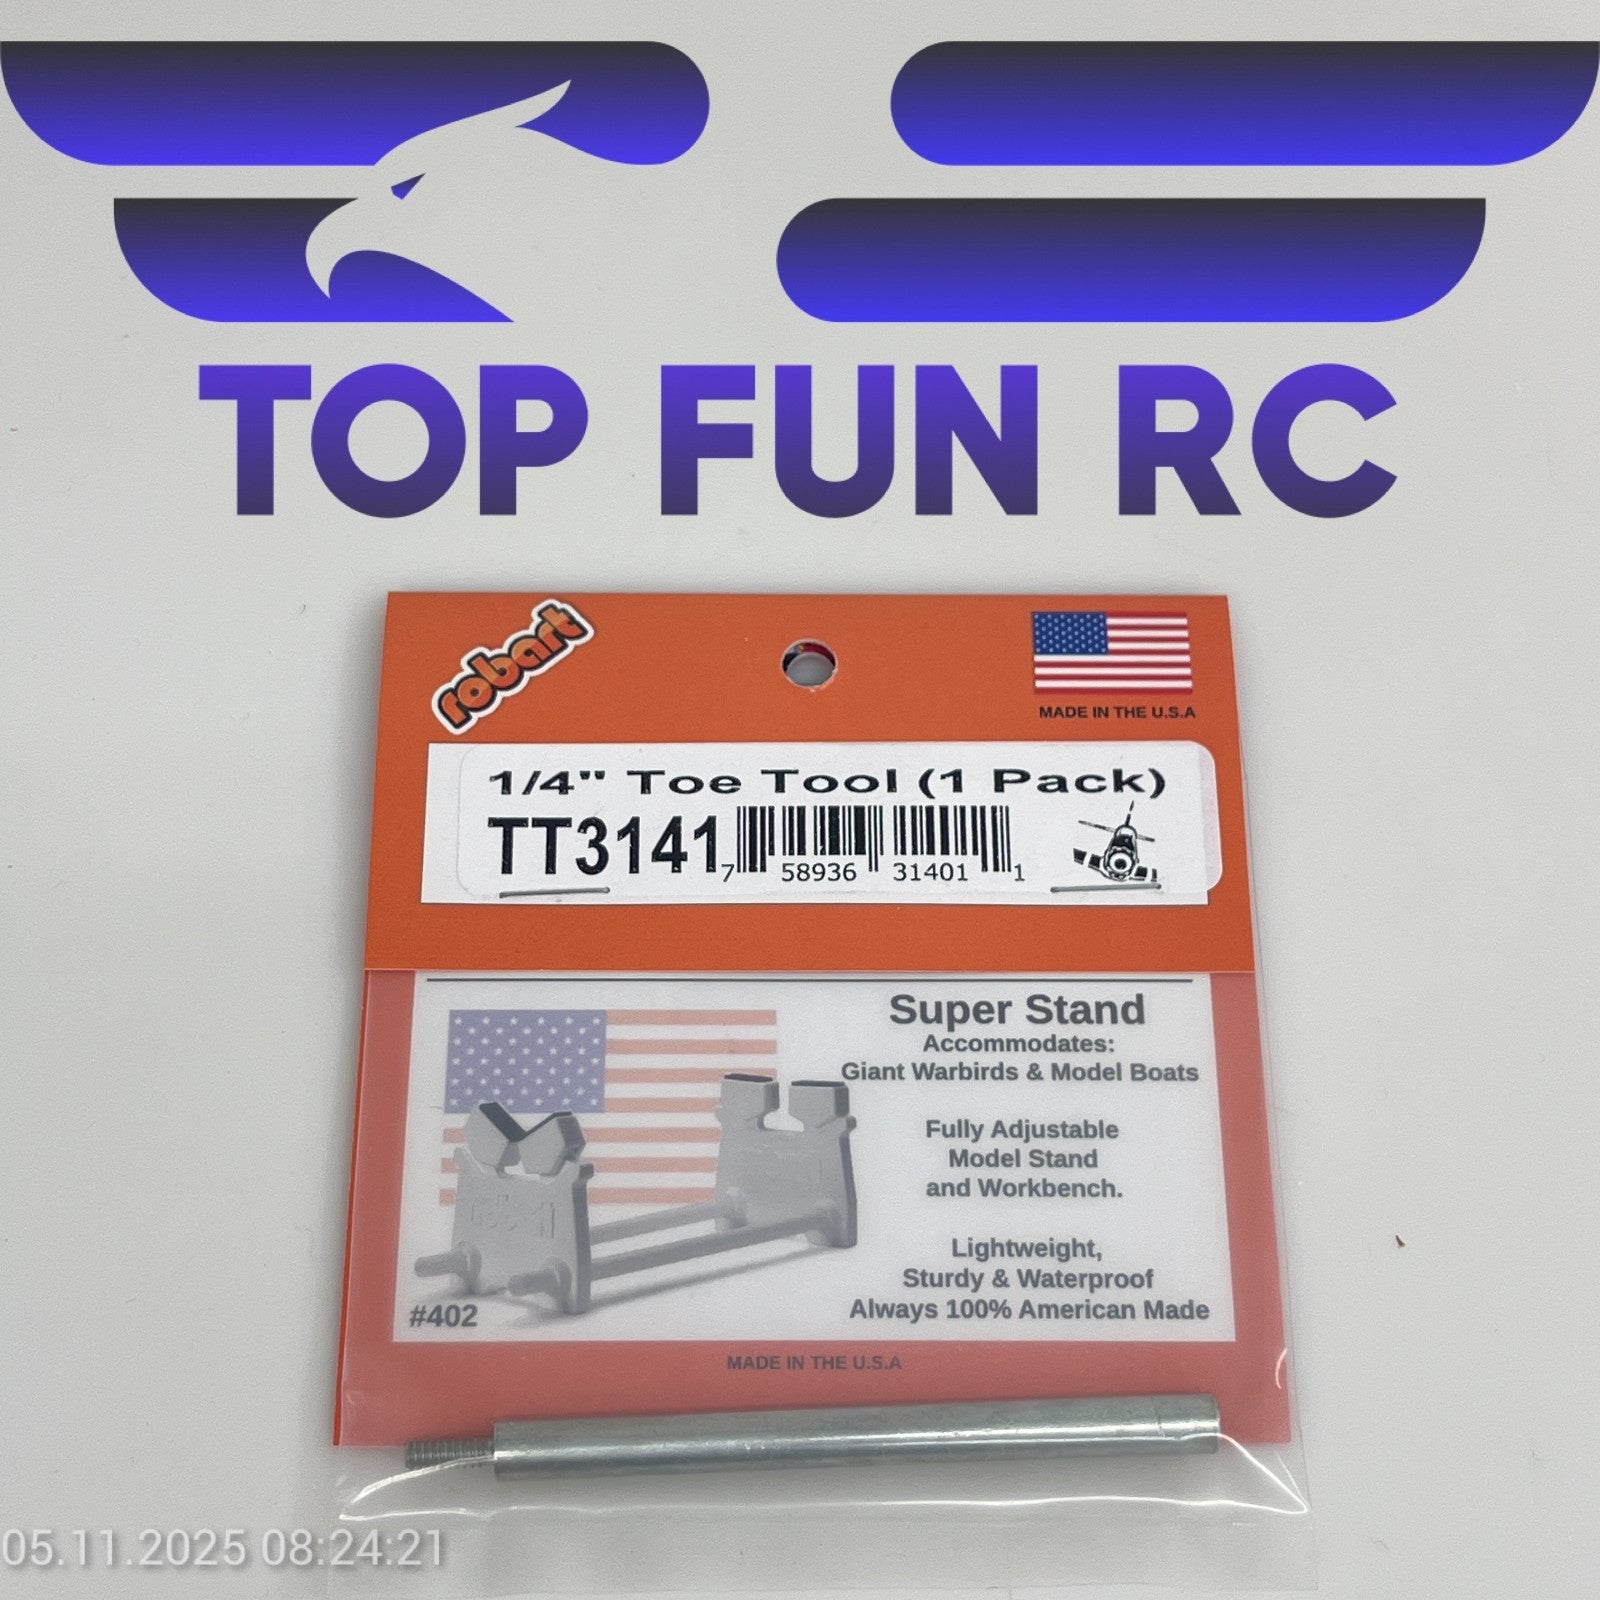 TOP FUN RC
robart
MADE IN THE U.S.A
1/4" Toe Tool (1 Pack)
TT3141
7 58936 31401 1
Super Stand
Accommodates:
Giant Warbirds & Model Boats
Fully Adjustable
Model Stand
and Workbench.
Lightweight,
Sturdy & Waterproof
Always 100% American Made
#402
MADE IN THE U.S.A
05.11.2025 08:24:21